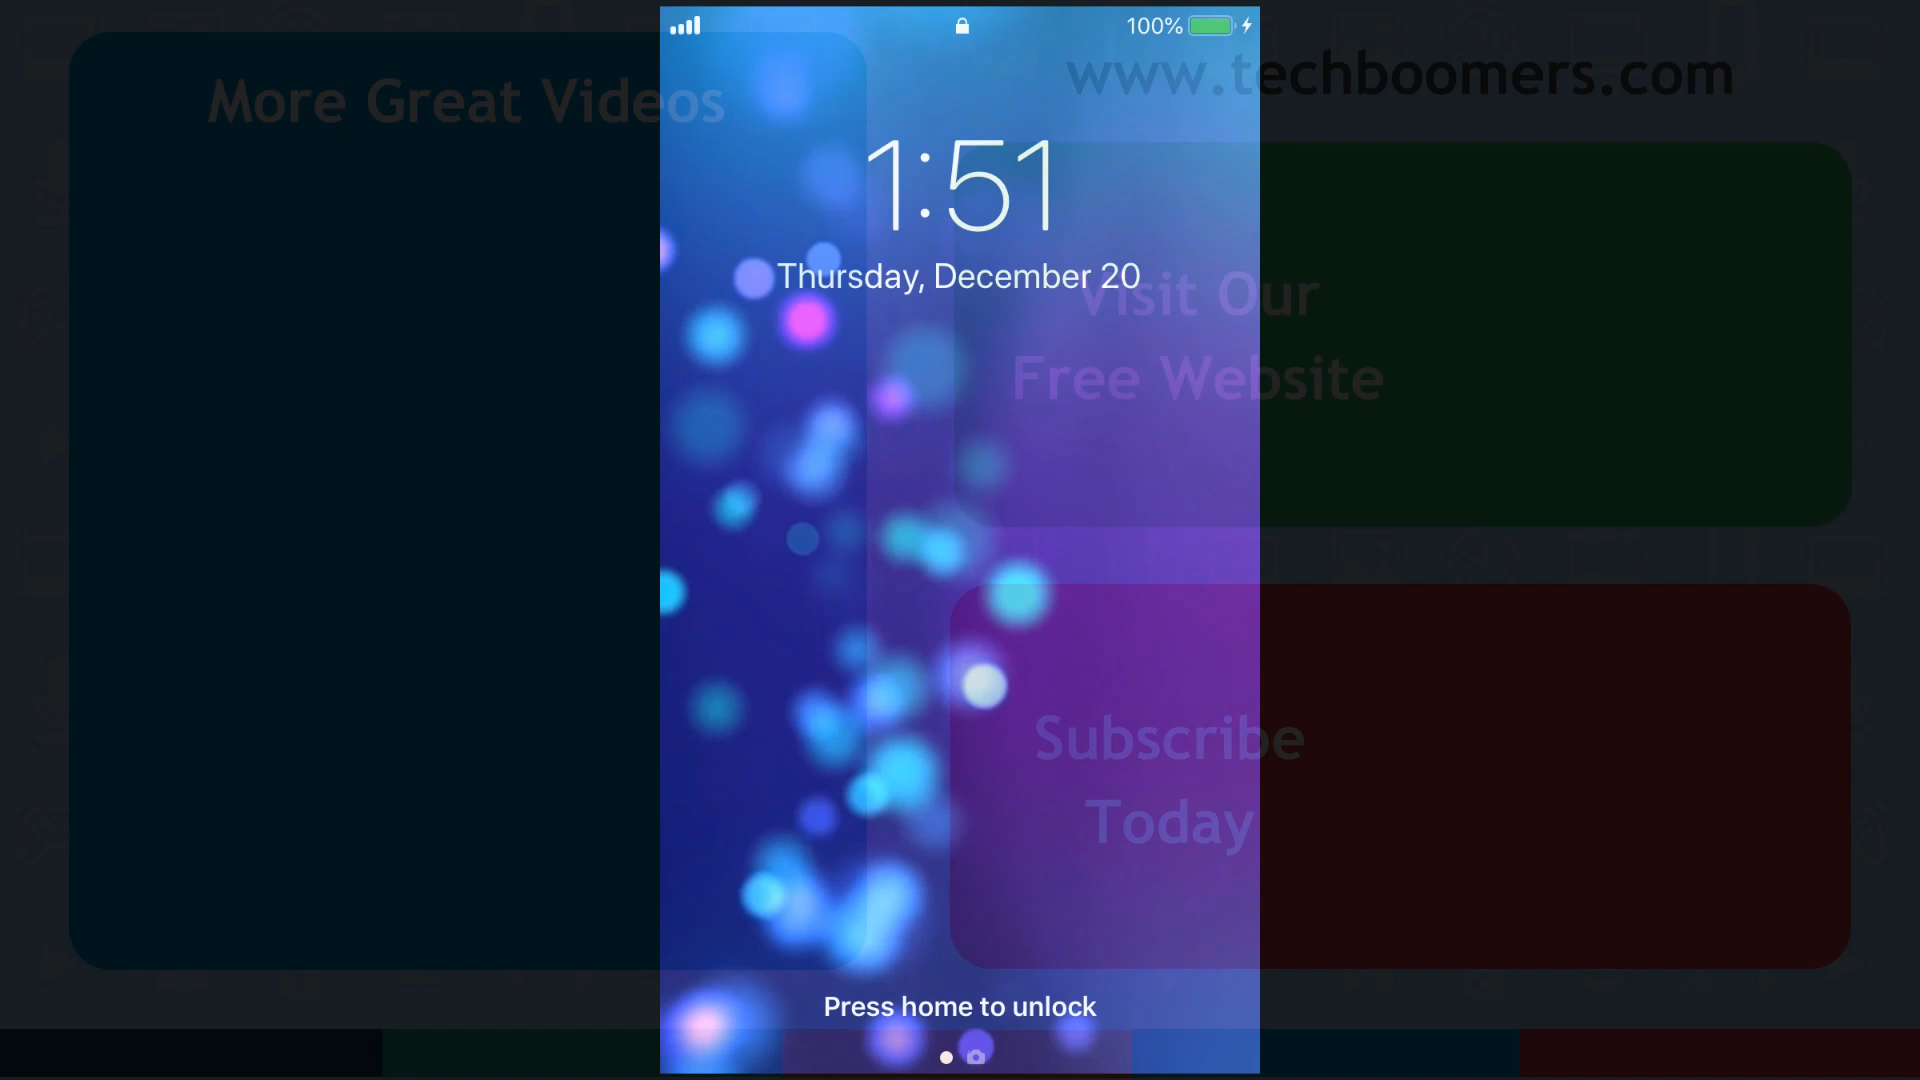 100%
More Great Videos
www.techboomers.com
1:51
Thursday, December 20
Visit Our
Free Website
Subscribe
Today
Press home to unlock